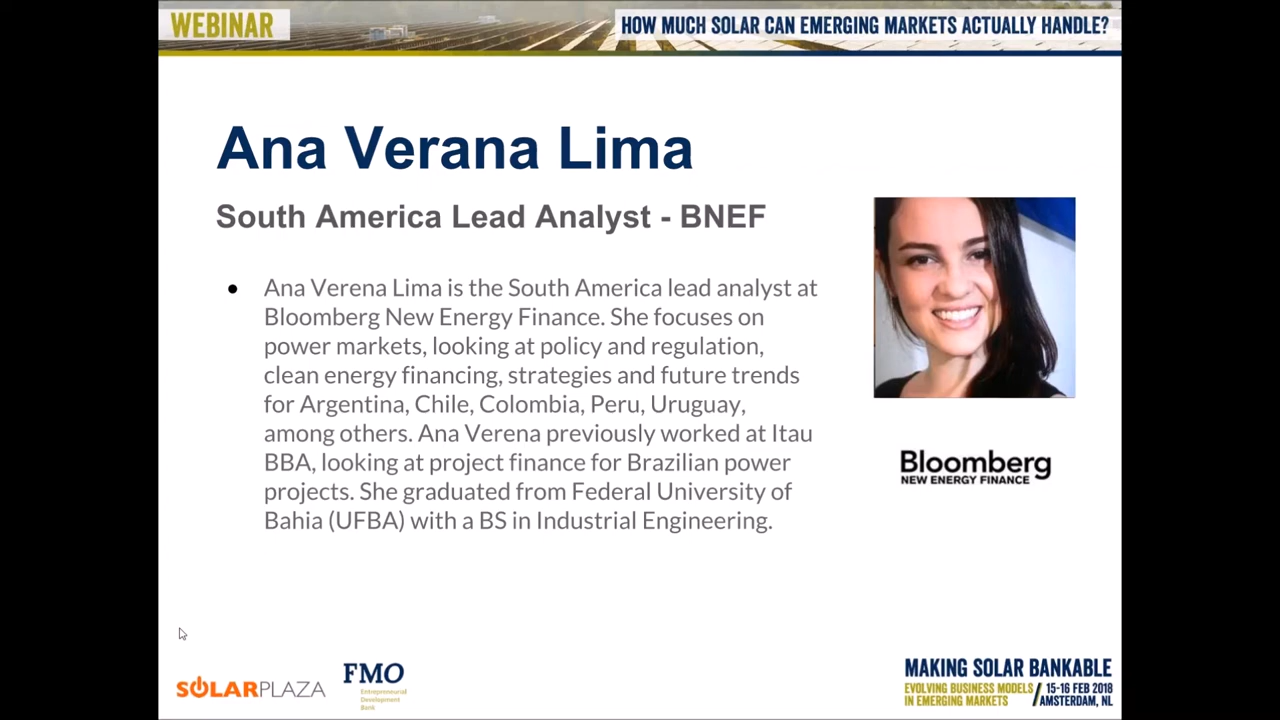 WEBINAR
HOW MUCH SOLAR CAN EMERGING MARKETS ACTUALLY HANDLE?
Ana Verana Lima
South America Lead Analyst - BNEF
● Ana Verena Lima is the South America lead analyst at
Bloomberg New Energy Finance. She focuses on
power markets, looking at policy and regulation,
clean energy financing, strategies and future trends
for Argentina, Chile, Colombia, Peru, Uruguay,
among others. Ana Verena previously worked at Itau
BBA, looking at project finance for Brazilian power
projects. She graduated from Federal University of
Bahia (UFBA) with a BS in Industrial Engineering.
Bloomberg
NEW ENERGY FINANCE
SOLARPLAZA
FMO
Entrepreneurial
Development
Bank
MAKING SOLAR BANKABLE
EVOLVING BUSINESS MODELS
IN EMERGING MARKETS
15-16 FEB 2018
AMSTERDAM, NL